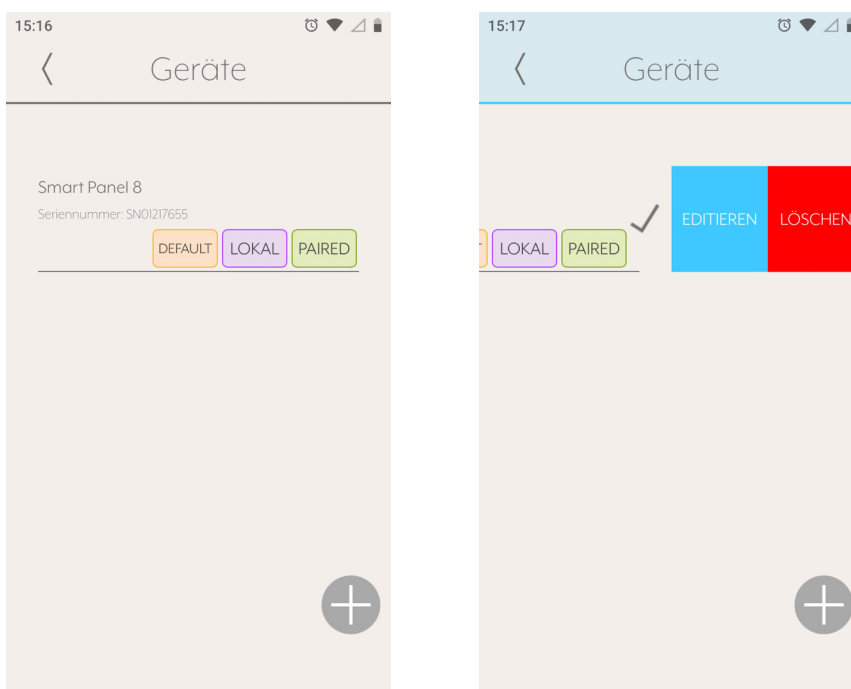 15:16
Geräte
Smart Panel 8
Seriennummer: SN01217655
DEFAULT LOKAL PAIRED
15:17
Geräte
LOKAL PAIRED EDITIEREN LÖSCHEN